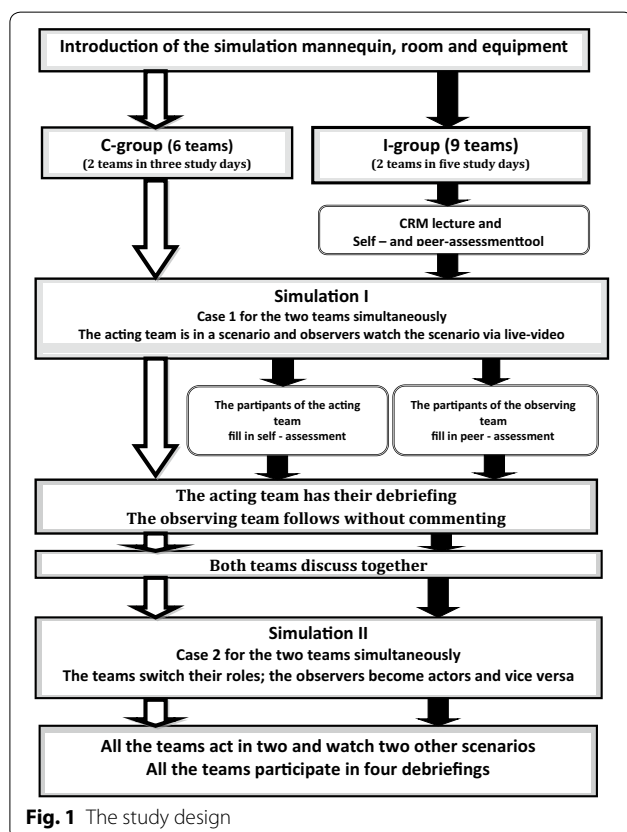 Introduction of the simulation mannequin, room and equipment
C-group (6 teams)
(2 teams in three study days)
I-group (9 teams)
(2 teams in five study days)
CRM lecture and
Self – and peer-assessmenttool
Simulation I
Case 1 for the two teams simultaneously
The acting team is in a scenario and observers watch the scenario via live-video
The partipants of the acting
team
fill in self - assessment
The partipants of the observing
team
fill in peer - assessment
The acting team has their debriefing
The observing team follows without commenting
Both teams discuss together
Simulation II
Case 2 for the two teams simultaneously
The teams switch their roles; the observers become actors and vice versa
All the teams act in two and watch two other scenarios
All the teams participate in four debriefings
Fig. 1 The study design